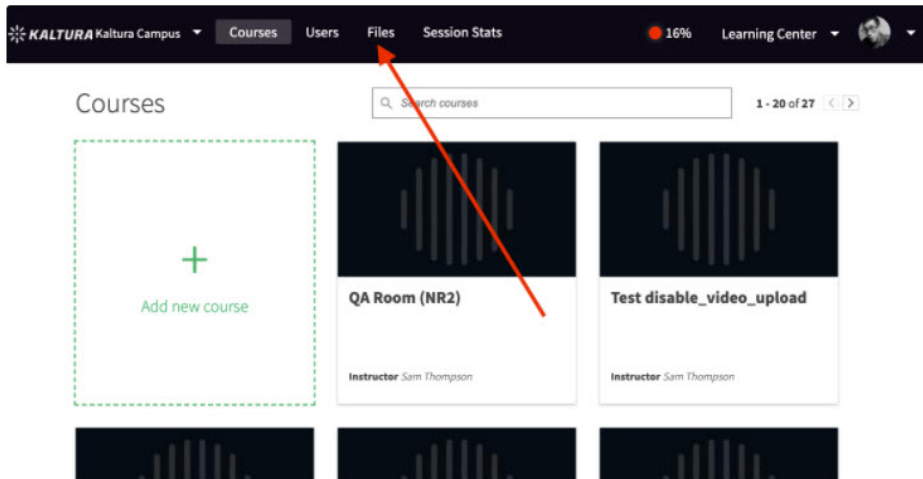 KALTURA Kaltura Campus Courses Users Files Session Stats 16% Learning Center
Courses Search courses 1 - 20 of 27
Add new course
QA Room (NR2)
Instructor Sam Thompson
Test disable_video_upload
Instructor Sam Thompson